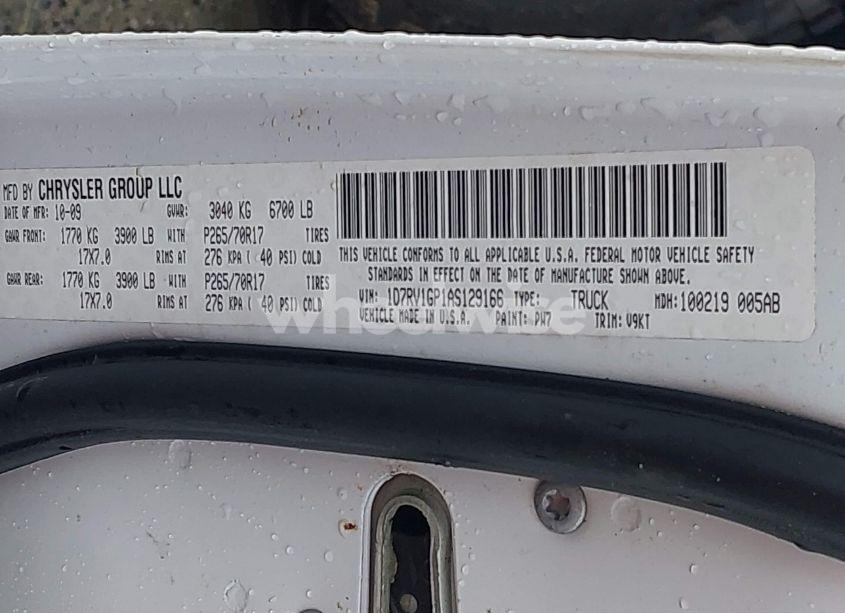 MFD BY CHRYSLER GROUP LLC
DATE OF MFR: 10-09 GVWR: 3040 KG 6700 LB
GAWR FRONT: 1770 KG 3900 LB WITH P265/70R17 TIRES
17X7.0 RIMS AT 276 KPA ( 40 PSI) COLD
GAWR REAR: 1770 KG 3900 LB WITH P265/70R17 TIRES
17X7.0 RIMS AT 276 KPA ( 40 PSI) COLD
THIS VEHICLE CONFORMS TO ALL APPLICABLE U.S.A. FEDERAL MOTOR VEHICLE SAFETY
STANDARDS IN EFFECT ON THE DATE OF MANUFACTURE SHOWN ABOVE.
VIN: 1D7RV1GP1AS129166 TYPE: TRUCK MDH: 100219 005AB
VEHICLE MADE IN U.S.A. PAINT: PW7 TRIM: V9KT
wheelwise